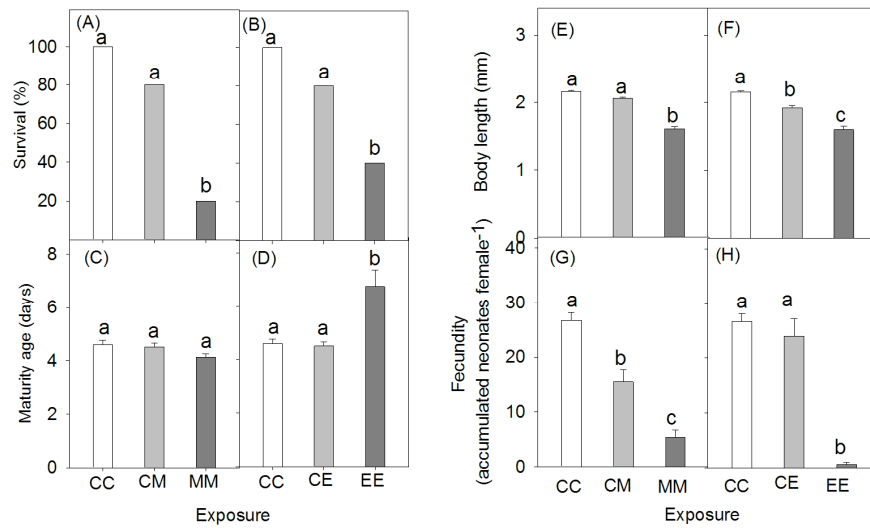 (A)
a
a
b
(B)
a
a
b
Survival (%)
100
80
60
40
20
(C)
a
a
a
(D)
a
a
b
Maturity age (days)
8
6
4
2
0
CC CM MM
CC CE EE
Exposure
(E)
a
a
b
(F)
a
b
c
Body length (mm)
3
2
1
0
(G)
a
b
c
(H)
a
a
b
Fecundity
(accumulated neonates female⁻¹)
40
30
20
10
0
CC CM MM
CC CE EE
Exposure